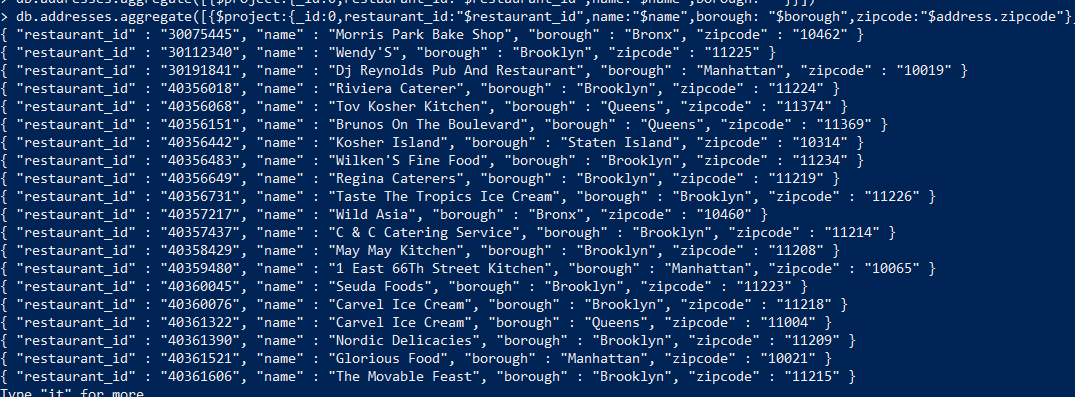 > db.addresses.aggregate([{$project:{_id:0,restaurant_id:"$restaurant_id",name:"$name",borough:
> db.addresses.aggregate([{$project:{_id:0,restaurant_id:"$restaurant_id",name:"$name",borough: "$borough",zipcode:"$address.zipcode"}
{ "restaurant_id" : "30075445", "name" : "Morris Park Bake Shop", "borough" : "Bronx", "zipcode" : "10462" }
{ "restaurant_id" : "30112340", "name" : "Wendy'S", "borough" : "Brooklyn", "zipcode" : "11225" }
{ "restaurant_id" : "30191841", "name" : "Dj Reynolds Pub And Restaurant", "borough" : "Manhattan", "zipcode" : "10019" }
{ "restaurant_id" : "40356018", "name" : "Riviera Caterer", "borough" : "Brooklyn", "zipcode" : "11224" }
{ "restaurant_id" : "40356068", "name" : "Tov Kosher Kitchen", "borough" : "Queens", "zipcode" : "11374" }
{ "restaurant_id" : "40356151", "name" : "Brunos On The Boulevard", "borough" : "Queens", "zipcode" : "11369" }
{ "restaurant_id" : "40356442", "name" : "Kosher Island", "borough" : "Staten Island", "zipcode" : "10314" }
{ "restaurant_id" : "40356483", "name" : "Wilken'S Fine Food", "borough" : "Brooklyn", "zipcode" : "11234" }
{ "restaurant_id" : "40356649", "name" : "Regina Caterers", "borough" : "Brooklyn", "zipcode" : "11219" }
{ "restaurant_id" : "40356731", "name" : "Taste The Tropics Ice Cream", "borough" : "Brooklyn", "zipcode" : "11226" }
{ "restaurant_id" : "40357217", "name" : "Wild Asia", "borough" : "Bronx", "zipcode" : "10460" }
{ "restaurant_id" : "40357437", "name" : "C & C Catering Service", "borough" : "Brooklyn", "zipcode" : "11214" }
{ "restaurant_id" : "40358429", "name" : "May May Kitchen", "borough" : "Brooklyn", "zipcode" : "11208" }
{ "restaurant_id" : "40359480", "name" : "1 East 66Th Street Kitchen", "borough" : "Manhattan", "zipcode" : "10065" }
{ "restaurant_id" : "40360045", "name" : "Seuda Foods", "borough" : "Brooklyn", "zipcode" : "11223" }
{ "restaurant_id" : "40360076", "name" : "Carvel Ice Cream", "borough" : "Brooklyn", "zipcode" : "11218" }
{ "restaurant_id" : "40361322", "name" : "Carvel Ice Cream", "borough" : "Queens", "zipcode" : "11004" }
{ "restaurant_id" : "40361390", "name" : "Nordic Delicacies", "borough" : "Brooklyn", "zipcode" : "11209" }
{ "restaurant_id" : "40361521", "name" : "Glorious Food", "borough" : "Manhattan", "zipcode" : "10021" }
{ "restaurant_id" : "40361606", "name" : "The Movable Feast", "borough" : "Brooklyn", "zipcode" : "11215" }
Type "it" for more